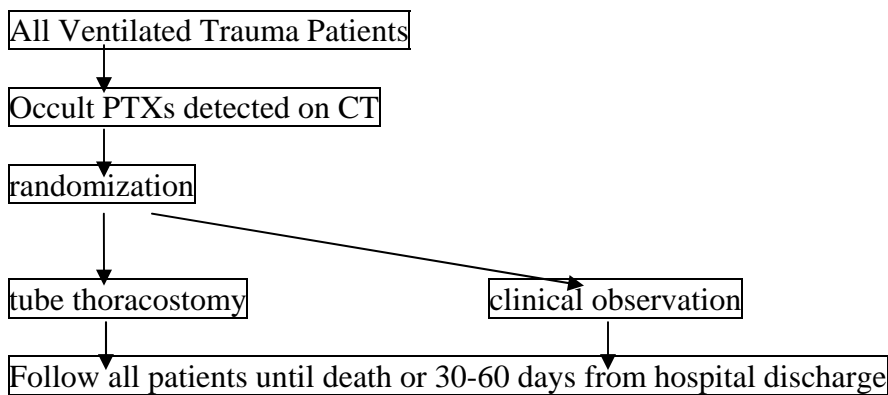 All Ventilated Trauma Patients
Occult PTXs detected on CT
randomization
tube thoracostomy
clinical observation
Follow all patients until death or 30-60 days from hospital discharge